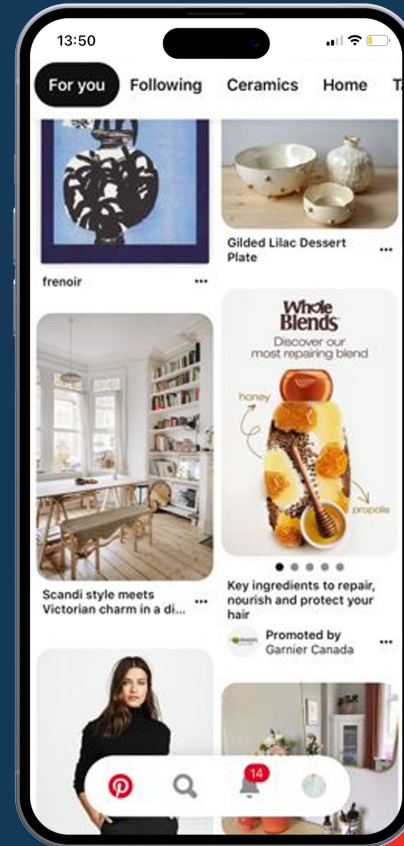 13:50
For you Following Ceramics Home
Gilded Lilac Dessert
Plate
frenoir
Whole
Blends
Discover our
most repairing blend
honey
propolis
Scandi style meets
Victorian charm in a di...
Key ingredients to repair,
nourish and protect your
hair
Promoted by
Garnier Canada
14